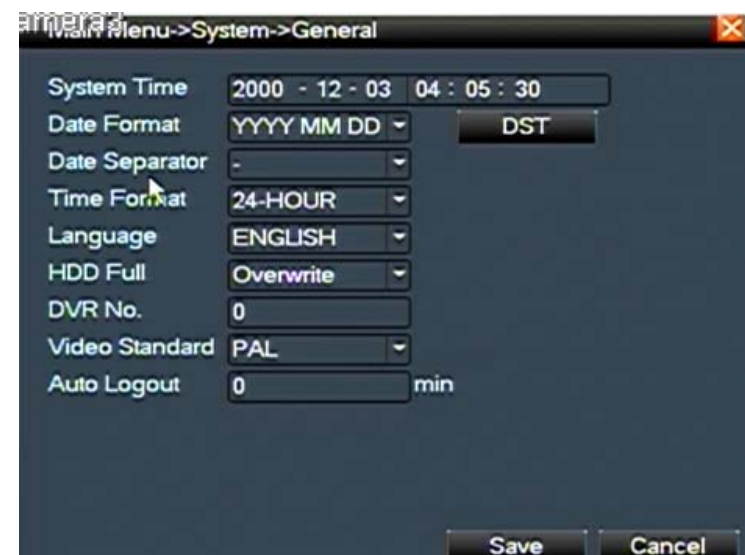 amera3
Main Menu->System->General
System Time 2000 - 12 - 03 04 : 05 : 30
Date Format YYYY MM DD DST
Date Separator -
Time Format 24-HOUR
Language ENGLISH
HDD Full Overwrite
DVR No. 0
Video Standard PAL
Auto Logout 0 min
Save Cancel